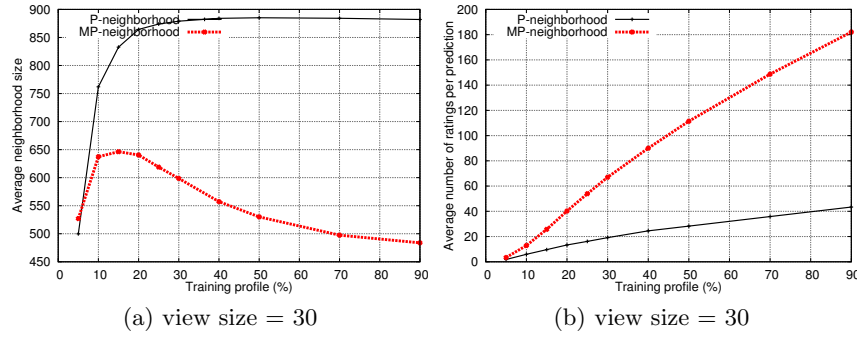 900
850
800
750
700
650
600
550
500
450
Average neighborhood size
P-neighborhood
MP-neighborhood
0 10 20 30 40 50 60 70 80 90
Training profile (%)
(a) view size = 30
200
180
160
140
120
100
80
60
40
20
0
Average number of ratings per prediction
P-neighborhood
MP-neighborhood
0 10 20 30 40 50 60 70 80 90
Training profile (%)
(b) view size = 30